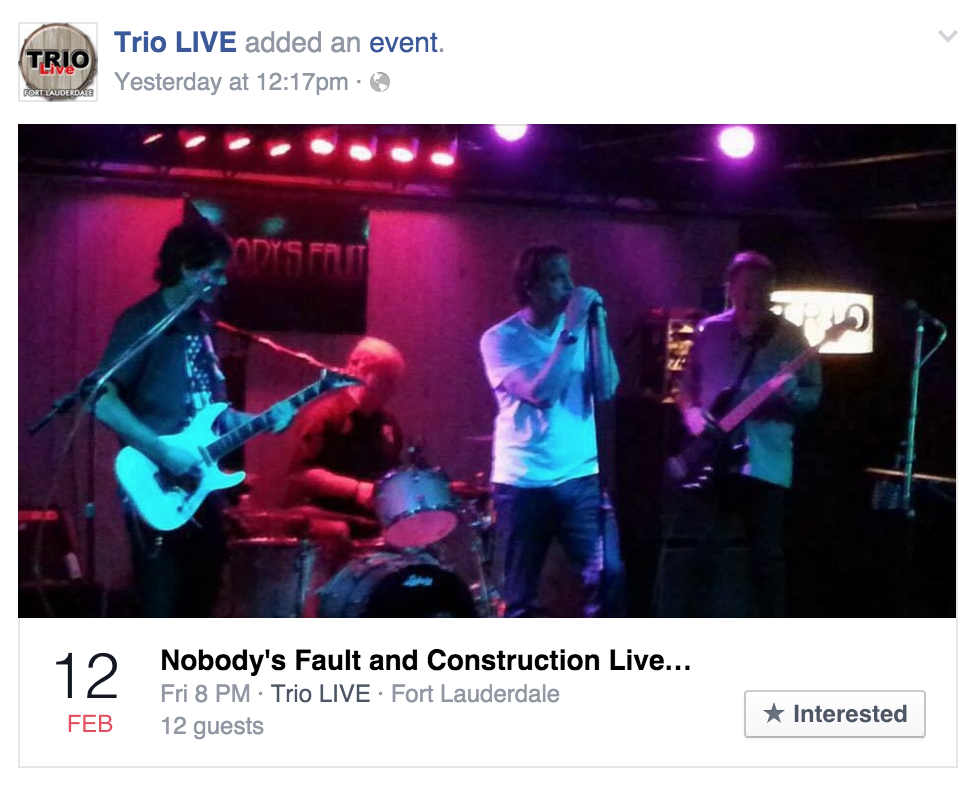 Trio LIVE added an event.
Yesterday at 12:17pm ·
TRIO
Live
FORT LAUDERDALE
ODY'S FAULT
TRIO
12
FEB
Nobody's Fault and Construction Live...
Fri 8 PM · Trio LIVE · Fort Lauderdale
12 guests
★ Interested